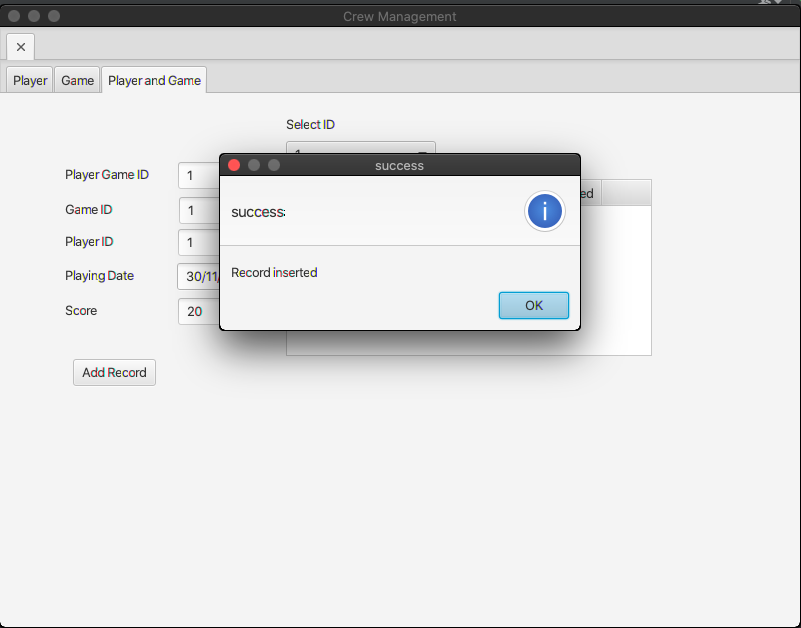 Crew Management
Player
Game
Player and Game
Select ID
1
Player Game ID
1
Game ID
1
Player ID
1
Playing Date
30/11/
Score
20
Add Record
success
success:
Record inserted
OK
ed